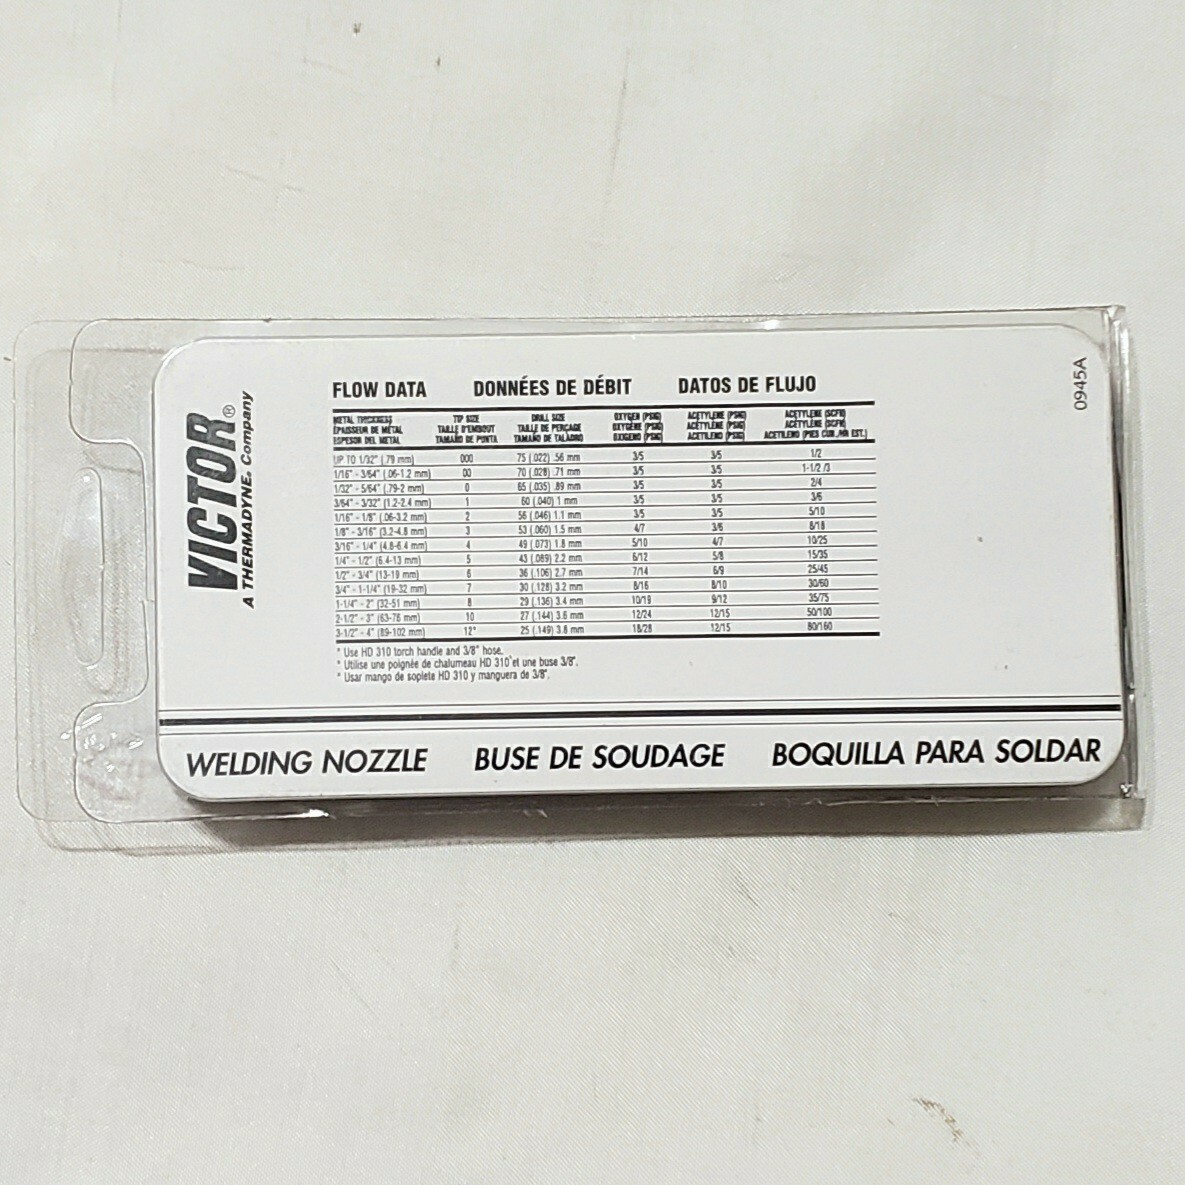 VICTOR®
A THERMADYNE® Company
0945A
FLOW DATA DONNÉES DE DÉBIT DATOS DE FLUJO
METAL THICKNESS TIP SIZE DRILL SIZE OXYGEN (PSIG) ACETYLENE (PSIG) ACETYLENE (SCFH)
ÉPAISSEUR DE MÉTAL TAILLE D'EMBOUT TAILLE DE PERÇAGE OXYGÈNE (PSIG) ACÉTYLÈNE (PSIG) ACÉTYLÈNE (SCFH)
ESPESOR DEL METAL TAMAÑO DE PUNTA TAMAÑO DE TALADRO OXIGENO (PSIG) ACETILENO (PSIG) ACETILENO (PIES CUB./HR EST.)
UP TO 1/32" (.79 mm) 000 75 (.022) .56 mm 3/5 3/5 1/2
1/16" - 3/64" (.06-1.2 mm) 00 70 (.028) .71 mm 3/5 3/5 1-1/2 /3
1/32" - 5/64" (.79-2 mm) 0 65 (.035) .89 mm 3/5 3/5 2/4
3/64" - 3/32" (1.2-2.4 mm) 1 60 (.040) 1 mm 3/5 3/5 3/6
1/16" - 1/8" (.06-3.2 mm) 2 56 (.046) 1.1 mm 3/5 3/5 5/10
1/8" - 3/16" (3.2-4.8 mm) 3 53 (.060) 1.5 mm 4/7 3/6 8/18
3/16" - 1/4" (4.8-6.4 mm) 4 49 (.073) 1.8 mm 5/10 4/7 10/25
1/4" - 1/2" (6.4-13 mm) 5 43 (.089) 2.2 mm 6/12 5/8 15/35
1/2" - 3/4" (13-19 mm) 6 36 (.106) 2.7 mm 7/14 6/9 25/45
3/4" - 1-1/4" (19-32 mm) 7 30 (.128) 3.2 mm 8/16 8/10 30/60
1-1/4" - 2" (32-51 mm) 8 29 (.136) 3.4 mm 10/19 9/12 35/75
2-1/2" - 3" (63-76 mm) 10 27 (.144) 3.6 mm 12/24 12/15 50/100
3-1/2" - 4" (89-102 mm) 12* 25 (.149) 3.8 mm 18/28 12/15 80/160
* Use HD 310 torch handle and 3/8" hose.
* Utilise une poignée de chalumeau HD 310 et une buse 3/8".
* Usar mango de soplete HD 310 y manguera de 3/8".
WELDING NOZZLE BUSE DE SOUDAGE BOQUILLA PARA SOLDAR